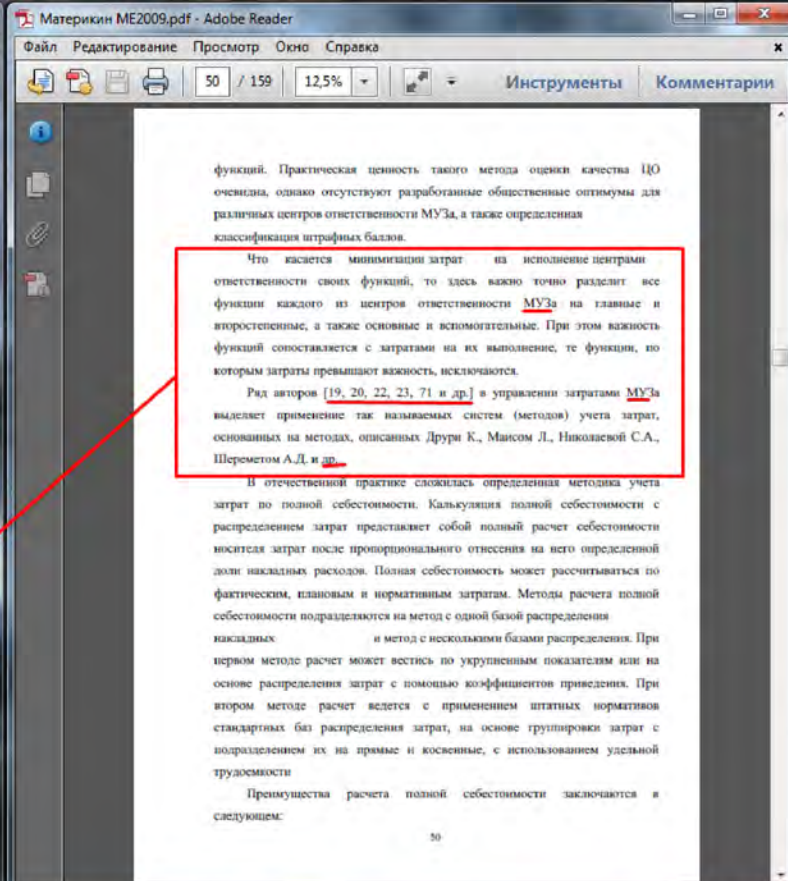 Материкин МЕ2009.pdf - Adobe Reader
Файл Редактирование Просмотр Окно Справка
50 / 159 12,5% Инструменты Комментарии
функций. Практическая ценность такого метода оценки качества ЦО
очевидна, однако отсутствуют разработанные общественные оптимумы для
различных центров ответственности МУЗа, а также определенная
классификация штрафных баллов.
Что касается минимизации затрат на исполнение центрами
ответственности своих функций, то здесь важно точно разделит все
функции каждого из центров ответственности МУЗа на главные и
второстепенные, а также основные и вспомогательные. При этом важность
функций сопоставляется с затратами на их выполнение, те функции, по
которым затраты превышают важность, исключаются.
Ряд авторов [19, 20, 22, 23, 71 и др.] в управлении затратами МУЗа
выделяет применение так называемых систем (методов) учета затрат,
основанных на методах, описанных Друри К., Маисом Л., Николаевой С.А.,
Шереметом А.Д. и др.
В отечественной практике сложилась определенная методика учета
затрат по полной себестоимости. Калькуляция полной себестоимости с
распределением затрат представляет собой полный расчет себестоимости
носителя затрат после пропорционального отнесения на него определенной
доли накладных расходов. Полная себестоимость может рассчитываться по
фактическим, плановым и нормативным затратам. Методы расчета полной
себестоимости подразделяются на метод с одной базой распределения
накладных и метод с несколькими базами распределения. При
первом методе расчет может вестись по укрупненным показателям или на
основе распределения затрат с помощью коэффициентов приведения. При
втором методе расчет ведется с применением штатных нормативов
стандартных баз распределения затрат, на основе группировки затрат с
подразделением их на прямые и косвенные, с использованием удельной
трудоемкости
Преимущества расчета полной себестоимости заключаются в
следующем:
50